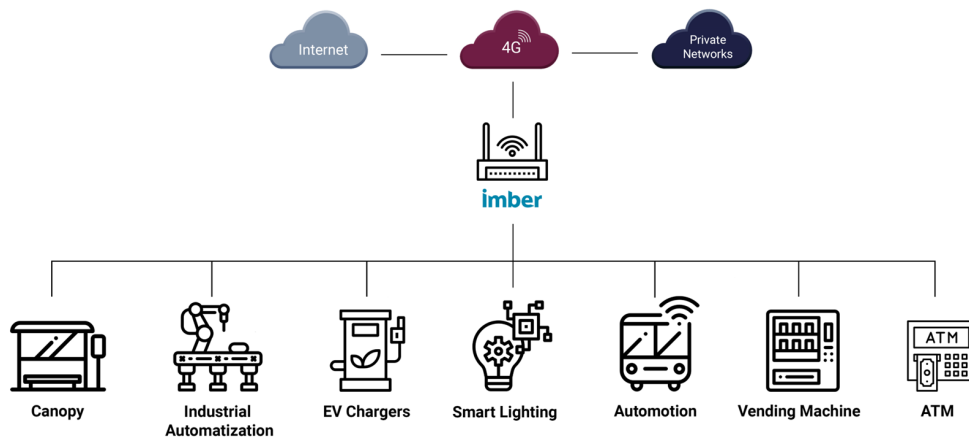 Internet
4G
Private
Networks
imber
ATM
Canopy
Industrial
Automatization
EV Chargers
Smart Lighting
Automotion
Vending Machine
ATM